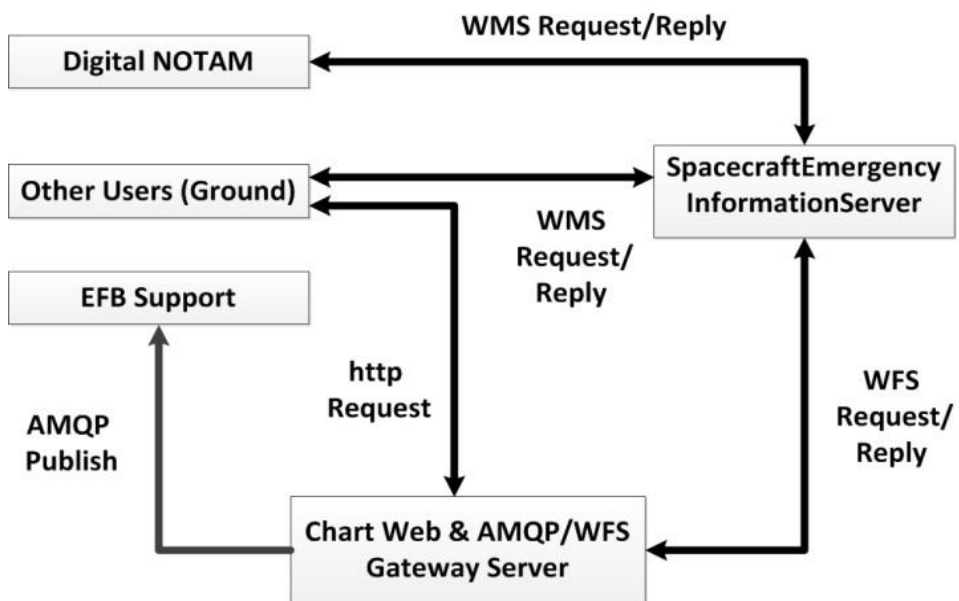 WMS Request/Reply
Digital NOTAM
SpacecraftEmergency
InformationServer
Other Users (Ground)
WMS
Request/
Reply
EFB Support
http
Request
WFS
Request/
Reply
AMQP
Publish
Chart Web & AMQP/WFS
Gateway Server